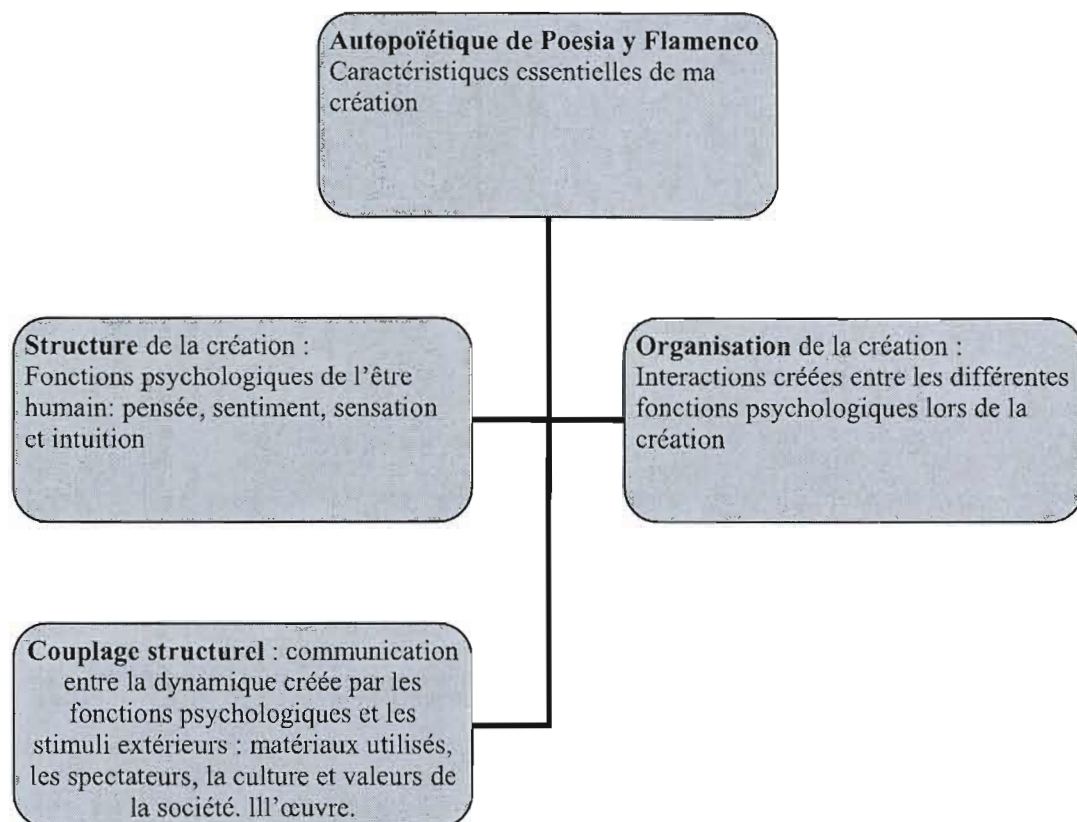 Autopoïétique de Poesia y Flamenco
Caractéristiques essentielles de ma
création
Structure de la création :
Fonctions psychologiques de l'être
humain: pensée, sentiment, sensation
et intuition
Organisation de la création :
Interactions créées entre les différentes
fonctions psychologiques lors de la
création
Couplage structurel : communication
entre la dynamique créée par les
fonctions psychologiques et les
stimuli extérieurs : matériaux utilisés,
les spectateurs, la culture et valeurs de
la société. lll'œuvre.